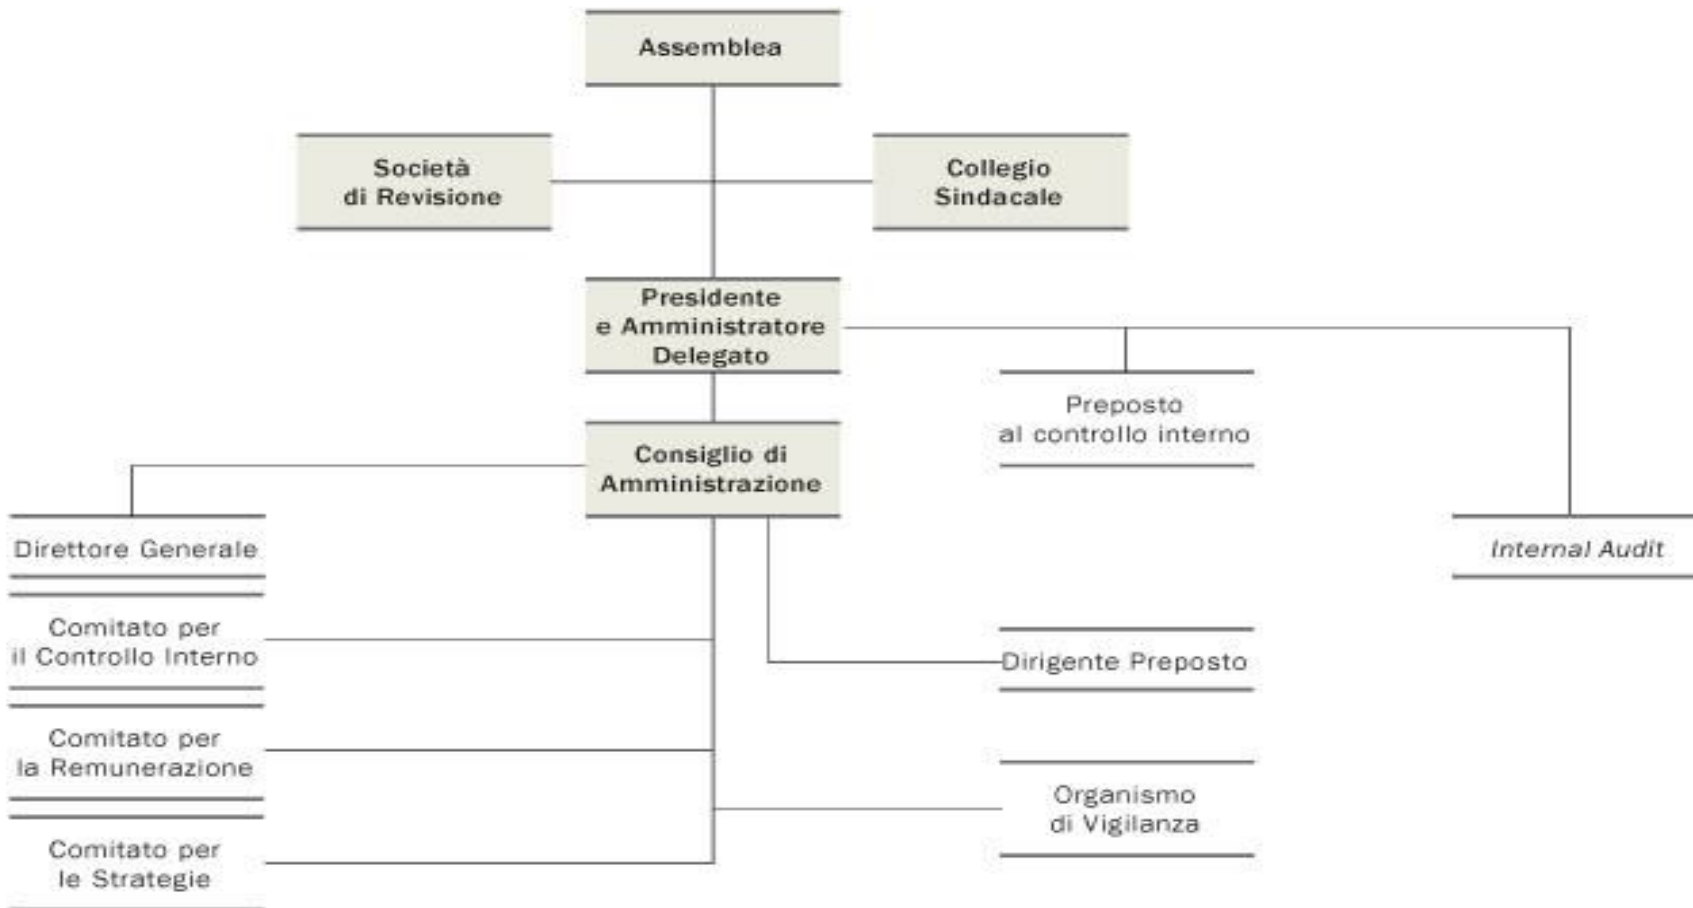 Assemblea
Società
di Revisione
Collegio
Sindacale
Presidente
e Amministratore
Delegato
Preposto
al controllo interno
Consiglio di
Amministrazione
Direttore Generale
Internal Audit
Comitato per
il Controllo Interno
Dirigente Preposto
Comitato per
la Remunerazione
Organismo
di Vigilanza
Comitato per
le Strategie